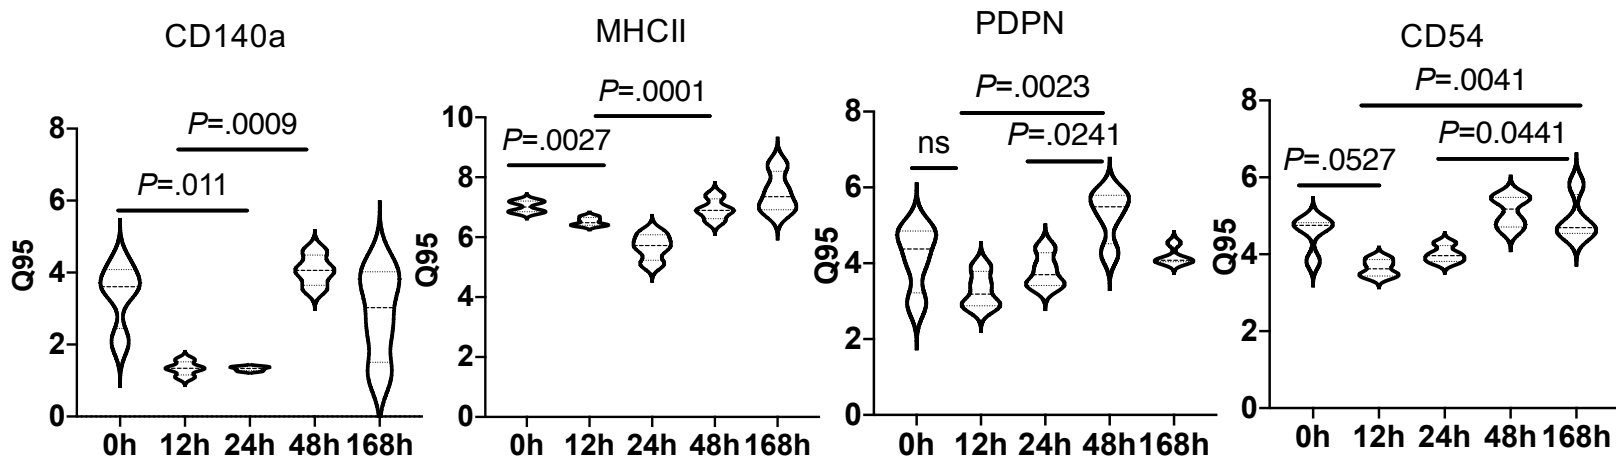 CD140a
P=.0009
P=.011
Q95
8
6
4
2
0
0h 12h 24h 48h 168h
MHCII
P=.0001
P=.0027
Q95
10
8
6
4
2
0
0h 12h 24h 48h 168h
PDPN
P=.0023
P=.0241
ns
Q95
8
6
4
2
0
0h 12h 24h 48h 168h
CD54
P=.0041
P=0.0441
P=.0527
Q95
8
6
4
2
0
0h 12h 24h 48h 168h